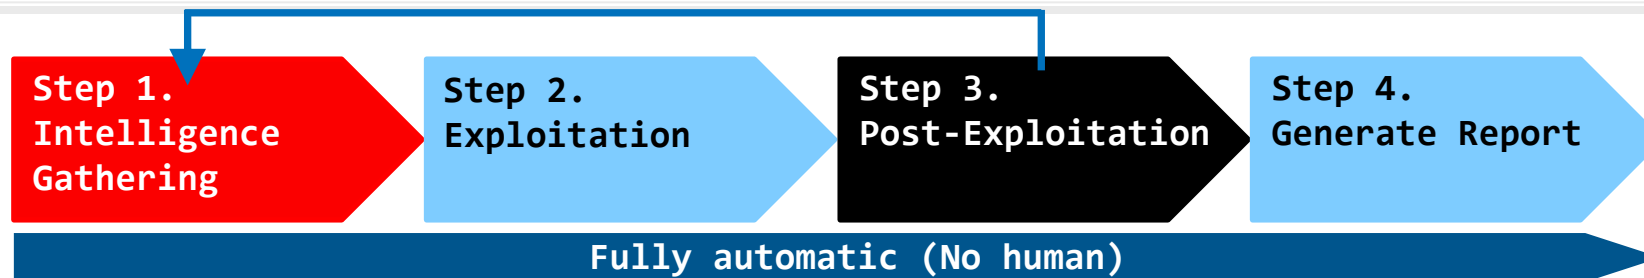 Step 1.
Intelligence
Gathering
Step 2.
Exploitation
Step 3.
Post-Exploitation
Step 4.
Generate Report
Fully automatic (No human)